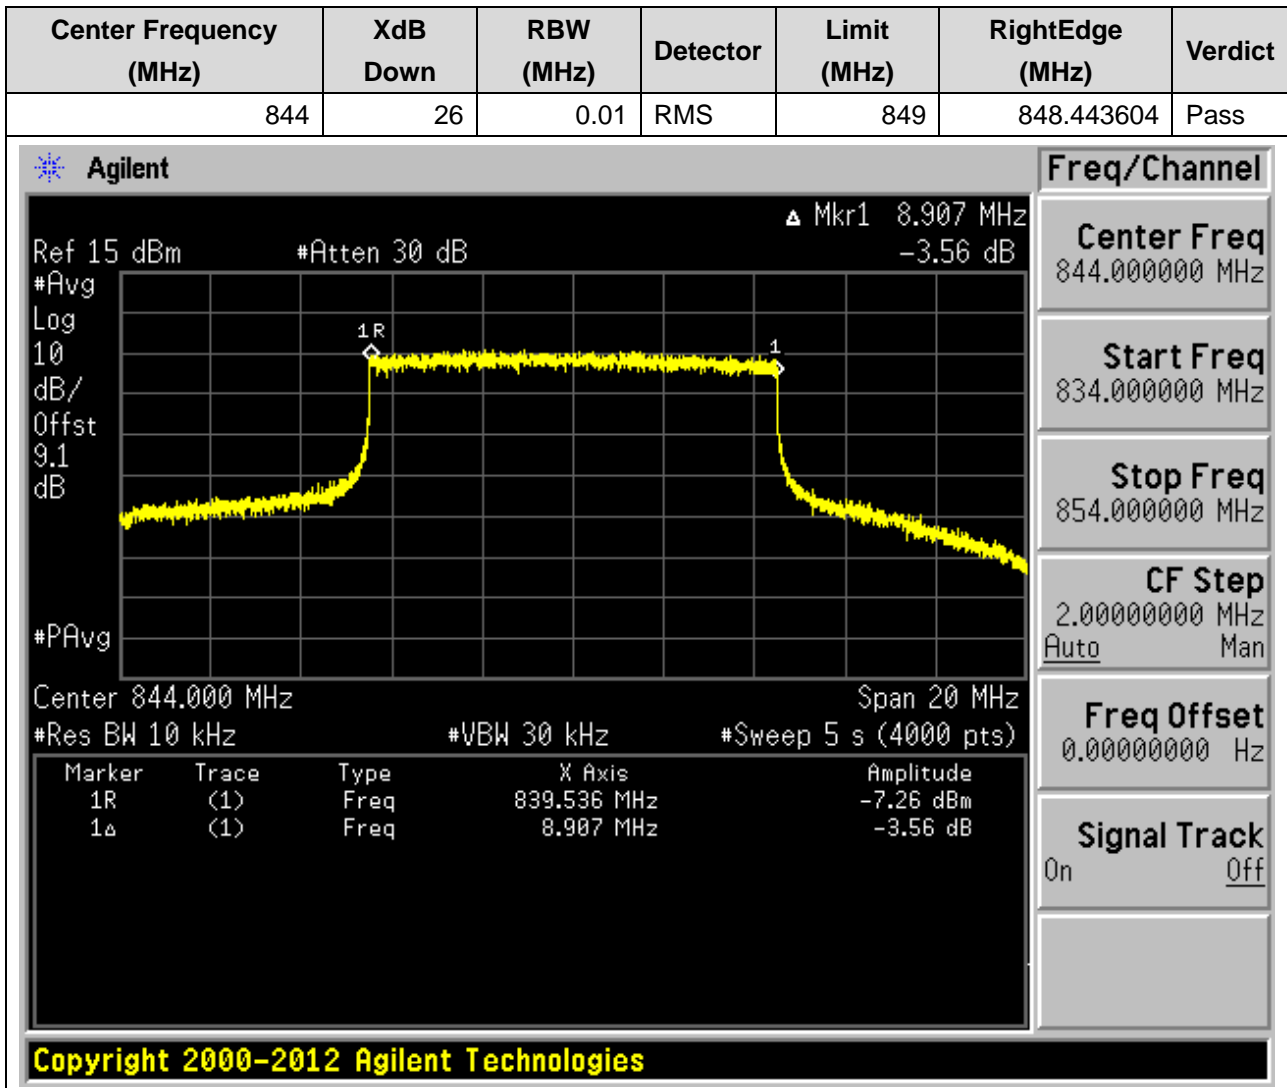 Center Frequency (MHz) XdB Down RBW (MHz) Detector Limit (MHz) RightEdge (MHz) Verdict
844 26 0.01 RMS 849 848.443604 Pass
Agilent
Freq/Channel
Δ Mkr1 8.907 MHz
Ref 15 dBm #Atten 30 dB -3.56 dB
#Avg
Log
10
dB/
Offst
9.1
dB
1R
1
#PAvg
Center 844.000 MHz Span 20 MHz
#Res BW 10 kHz #VBW 30 kHz #Sweep 5 s (4000 pts)
Marker Trace Type X Axis Amplitude
1R (1) Freq 839.536 MHz -7.26 dBm
1Δ (1) Freq 8.907 MHz -3.56 dB
Center Freq
844.000000 MHz
Start Freq
834.000000 MHz
Stop Freq
854.000000 MHz
CF Step
2.00000000 MHz
Auto Man
Freq Offset
0.00000000 Hz
Signal Track
On Off
Copyright 2000-2012 Agilent Technologies